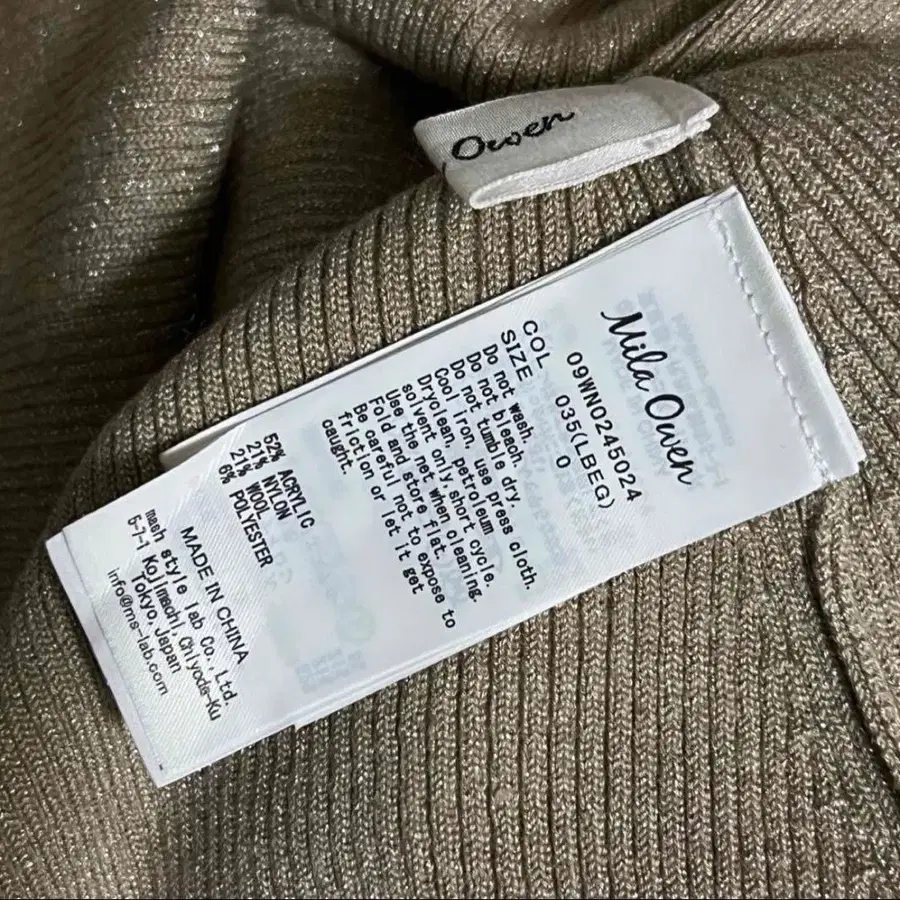 Owen
Mila Owen
09WN0245024
COL 035(LBEG)
SIZE 0
Do not wash.
Do not bleach.
Do not tumble dry.
Cool iron, use press cloth.
Dryclean, petroleum
solvent only, short cycle.
Use the net when cleaning.
Fold and store flat.
Be careful not to expose to
friction or let it get
caught.
52% ACRYLIC
21% NYLON
21% WOOL
6% POLYESTER
MADE IN CHINA
mash style lab Co., Ltd.
5-7-1 Kojimachi, Chiyoda-Ku
Tokyo, Japan
info@ms-lab.com